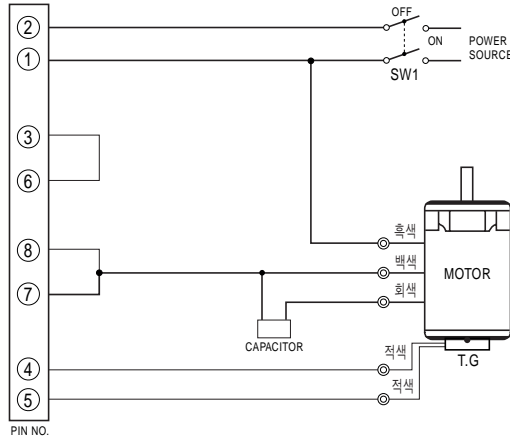 ② OFF
ON POWER
SOURCE
①
SW1
③
⑥
⑧
흑색
백색
MOTOR
⑦
회색
CAPACITOR
적색
T.G
④
적색
⑤
PIN NO.